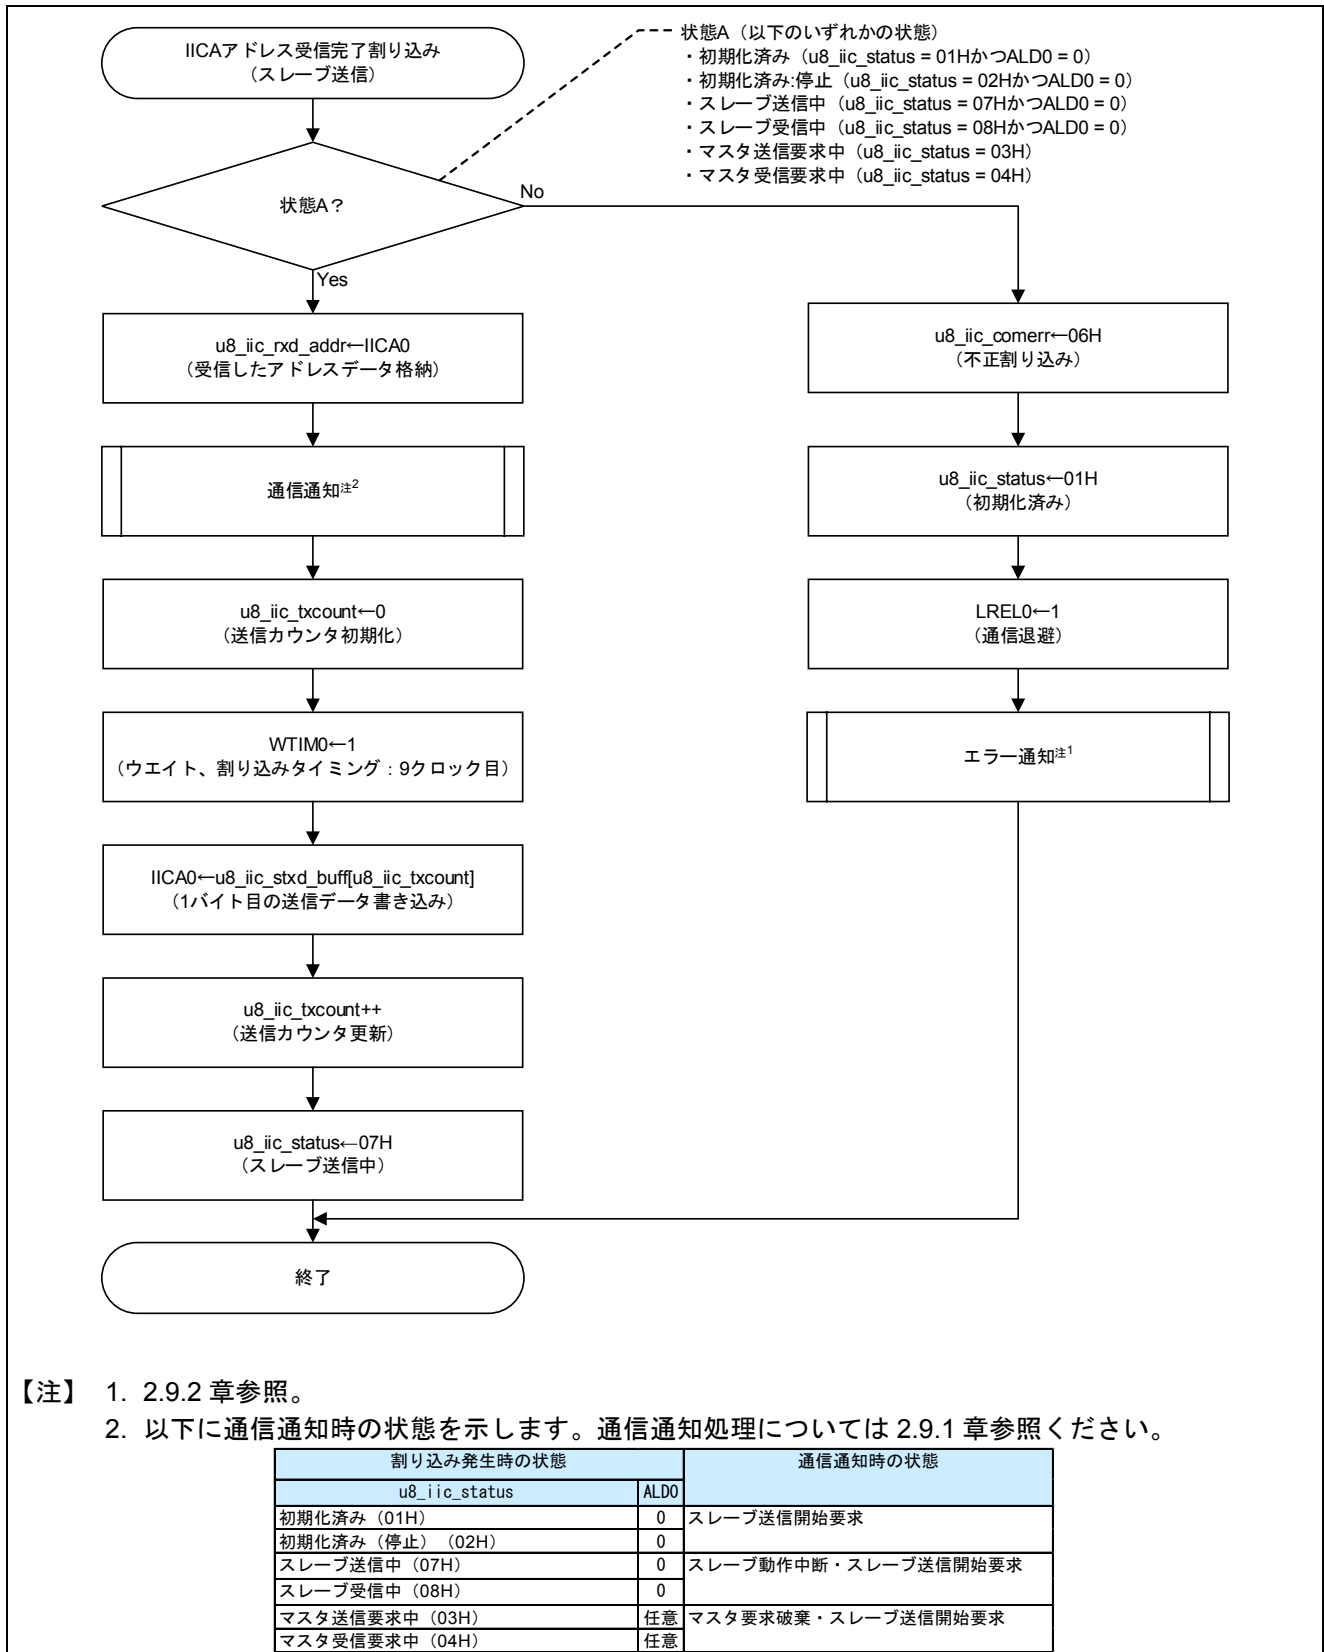 IICAアドレス受信完了割り込み
（スレーブ送信）
状態A（以下のいずれかの状態）
・初期化済み（u8_iic_status = 01HかつALD0 = 0）
・初期化済み:停止（u8_iic_status = 02HかつALD0 = 0）
・スレーブ送信中（u8_iic_status = 07HかつALD0 = 0）
・スレーブ受信中（u8_iic_status = 08HかつALD0 = 0）
・マスタ送信要求中（u8_iic_status = 03H）
・マスタ受信要求中（u8_iic_status = 04H）
状態A？
No
Yes
u8_iic_rxd_addr←IICA0
（受信したアドレスデータ格納）
通信通知注2
u8_iic_txcount←0
（送信カウンタ初期化）
WTIM0←1
（ウエイト、割り込みタイミング：9クロック目）
IICA0←u8_iic_stxd_buff[u8_iic_txcount]
（1バイト目の送信データ書き込み）
u8_iic_txcount++
（送信カウンタ更新）
u8_iic_status←07H
（スレーブ送信中）
u8_iic_comerr←06H
（不正割り込み）
u8_iic_status←01H
（初期化済み）
LREL0←1
（通信退避）
エラー通知注1
終了
【注】 1. 2.9.2 章参照。
2. 以下に通信通知時の状態を示します。通信通知処理については 2.9.1 章参照ください。
割り込み発生時の状態 通信通知時の状態
u8_iic_status ALD0
初期化済み（01H） 0 スレーブ送信開始要求
初期化済み（停止）（02H） 0
スレーブ送信中（07H） 0 スレーブ動作中断・スレーブ送信開始要求
スレーブ受信中（08H） 0
マスタ送信要求中（03H） 任意 マスタ要求破棄・スレーブ送信開始要求
マスタ受信要求中（04H） 任意